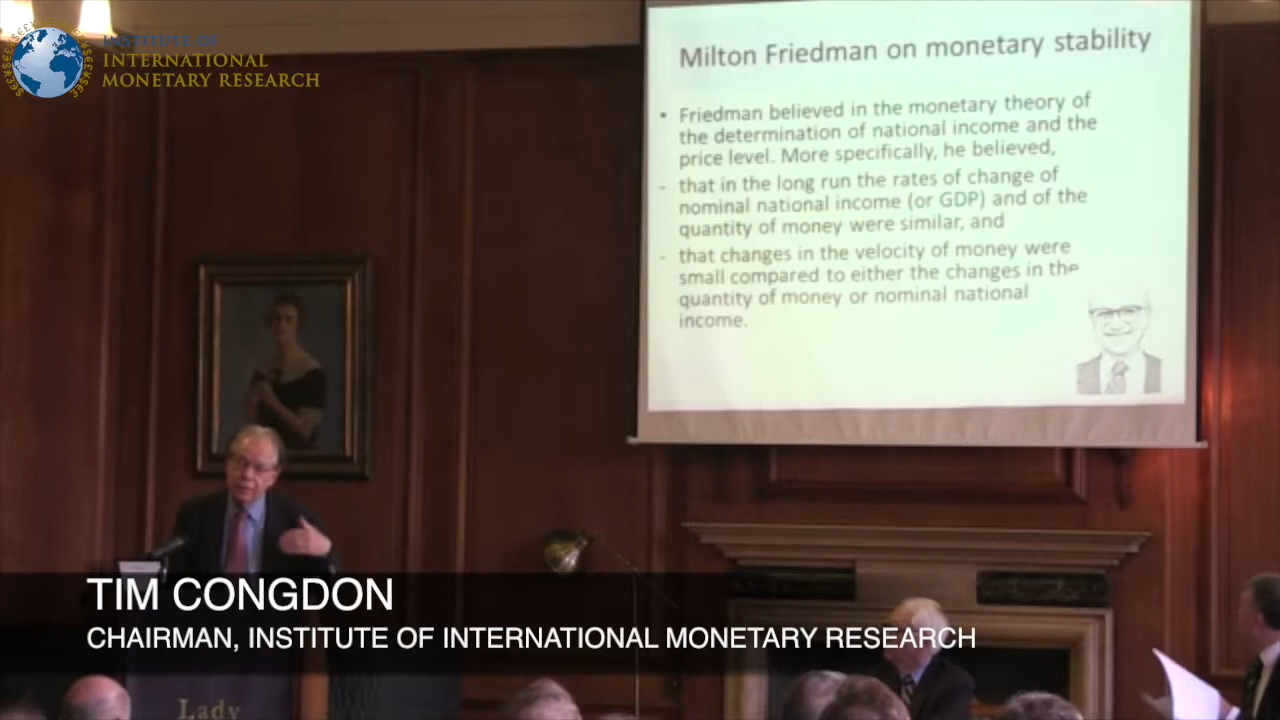 INSTITUTE OF
INTERNATIONAL
MONETARY RESEARCH
Milton Friedman on monetary stability
• Friedman believed in the monetary theory of
the determination of national income and the
price level. More specifically, he believed,
- that in the long run the rates of change of
nominal national income (or GDP) and of the
quantity of money were similar, and
- that changes in the velocity of money were
small compared to either the changes in the
quantity of money or nominal national
income.
TIM CONGDON
CHAIRMAN, INSTITUTE OF INTERNATIONAL MONETARY RESEARCH
Lady